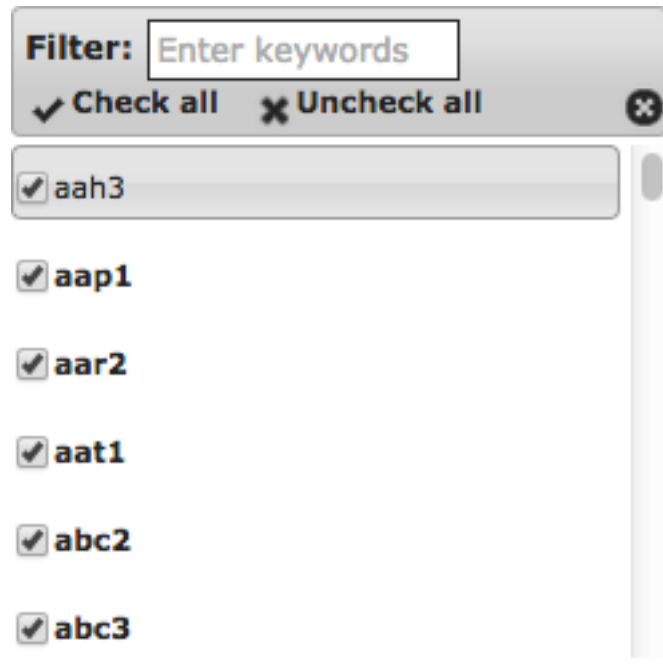 Filter: Enter keywords
Check all Uncheck all
aah3
aap1
aar2
aat1
abc2
abc3